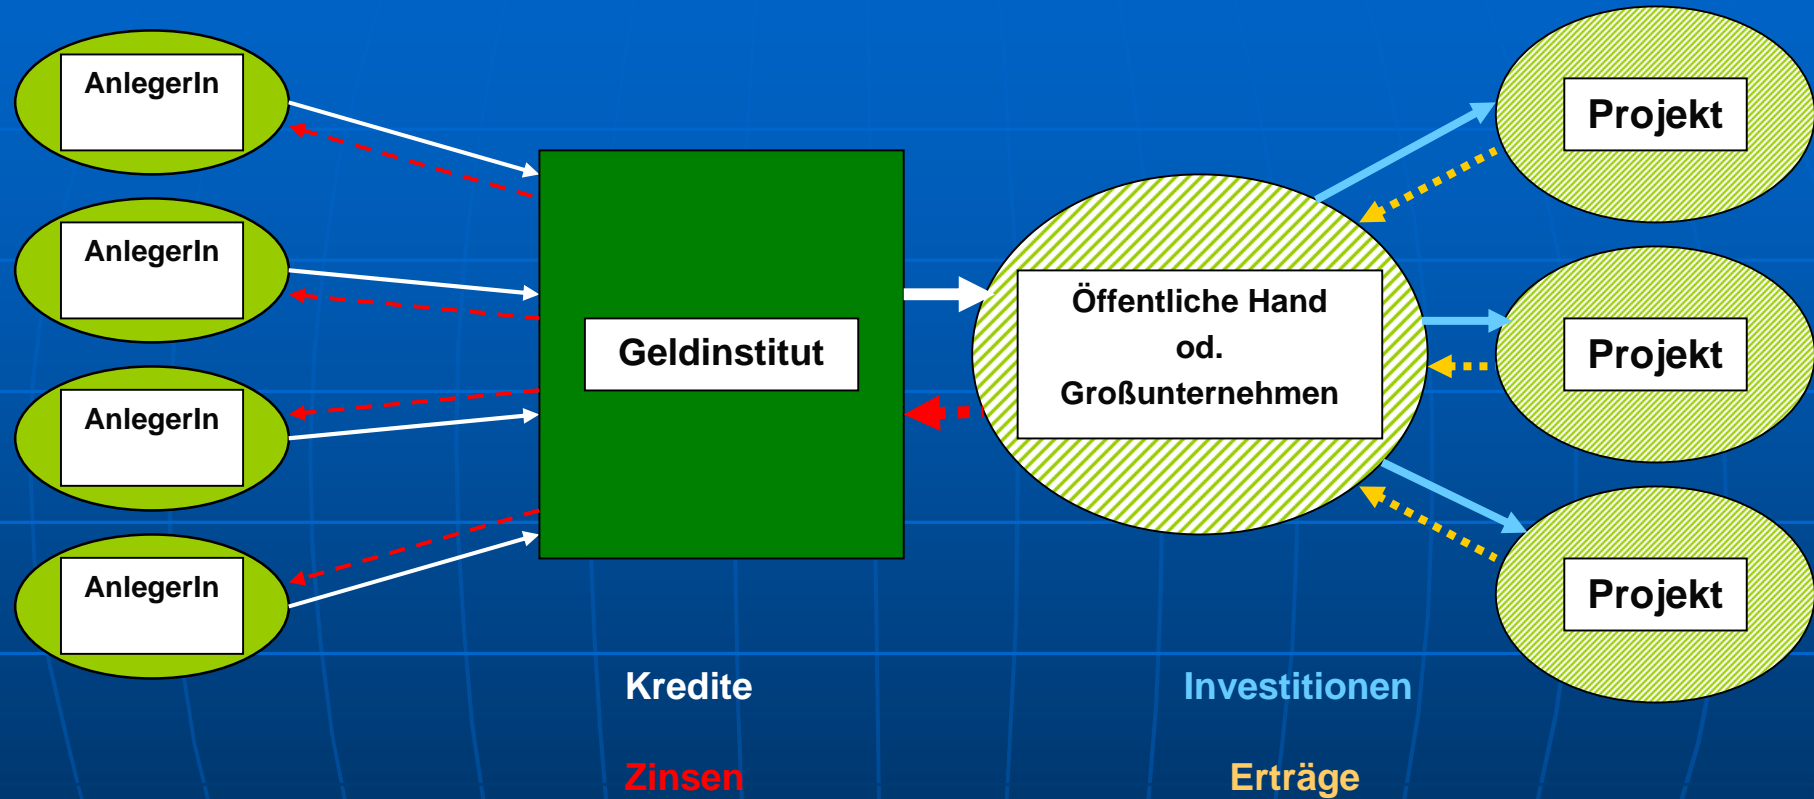 AnlegerIn
AnlegerIn
AnlegerIn
AnlegerIn
Geldinstitut
Öffentliche Hand
od.
Großunternehmen
Projekt
Projekt
Projekt
Kredite
Investitionen
Zinsen
Erträge